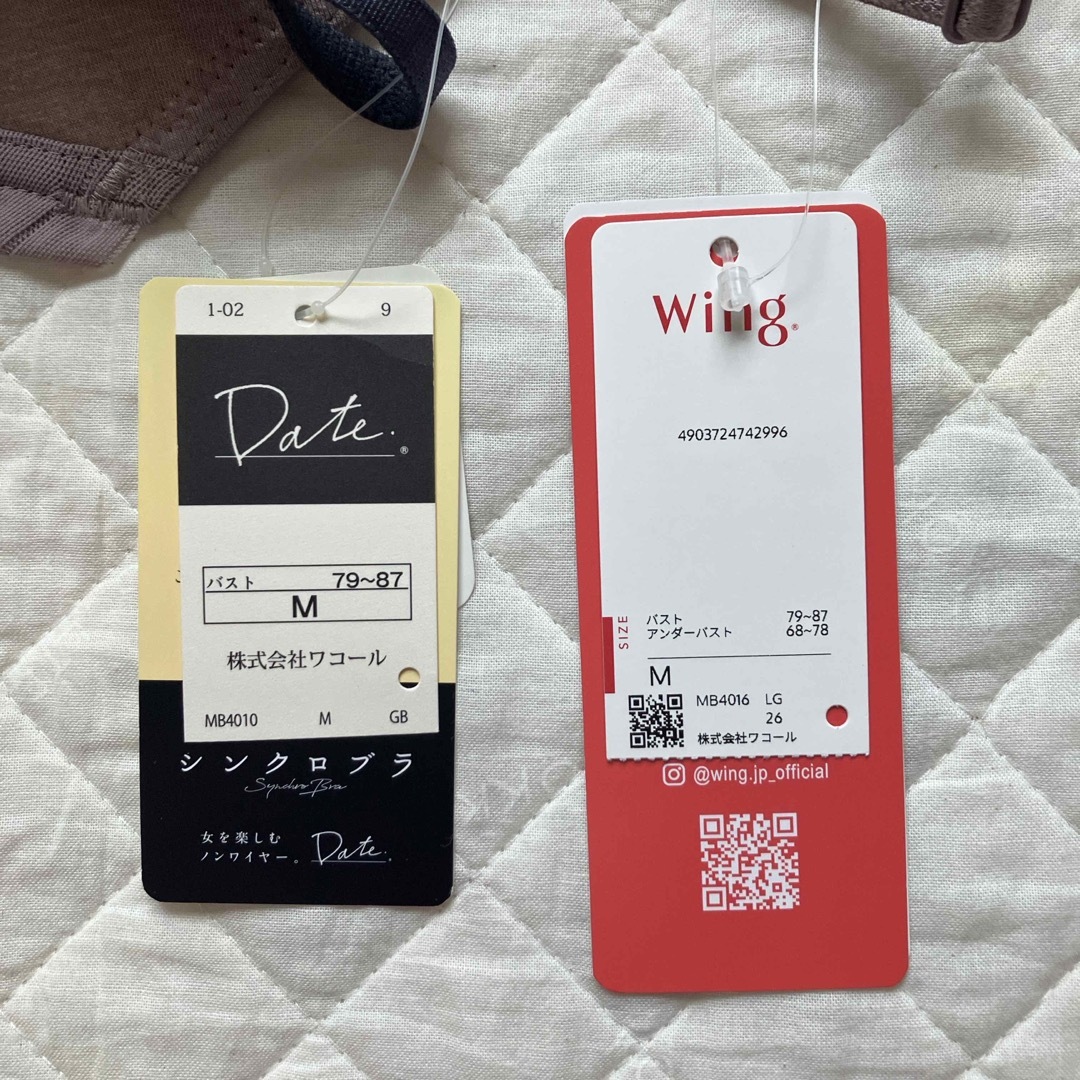 1-02 9
Date.®
バスト 79~87
M
株式会社ワコール
MB4010 M GB
シンクロブラ
Synchro Bra
女を楽しむ
ノンワイヤー。 Date.
Wing®
4903724742996
SIZE
バスト 79~87
アンダーバスト 68~78
M
MB4016 LG
26
株式会社ワコール
@wing.jp_official